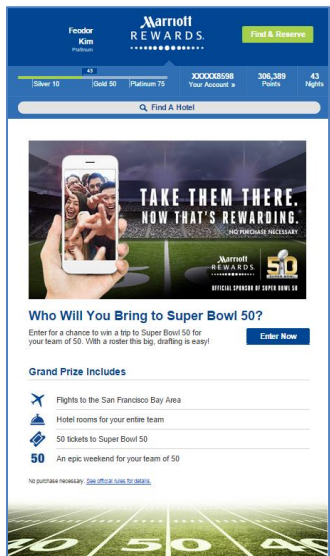 Feodor
Kim
Platinum
Marriott
REWARDS.
Find & Reserve
43
Silver 10
Gold 50
Platinum 75
XXXXX8598
Your Account »
306,389
Points
43
Nights
Find A Hotel
TAKE THEM THERE.
NOW THAT'S REWARDING.
NO PURCHASE NECESSARY
Marriott
REWARDS.
50
OFFICIAL SPONSOR OF SUPER BOWL 50
Who Will You Bring to Super Bowl 50?
Enter for a chance to win a trip to Super Bowl 50 for
your team of 50. With a roster this big, drafting is easy!
Enter Now
Grand Prize Includes
Flights to the San Francisco Bay Area
Hotel rooms for your entire team
50 tickets to Super Bowl 50
50 An epic weekend for your team of 50
No purchase necessary. See official rules for details.
50